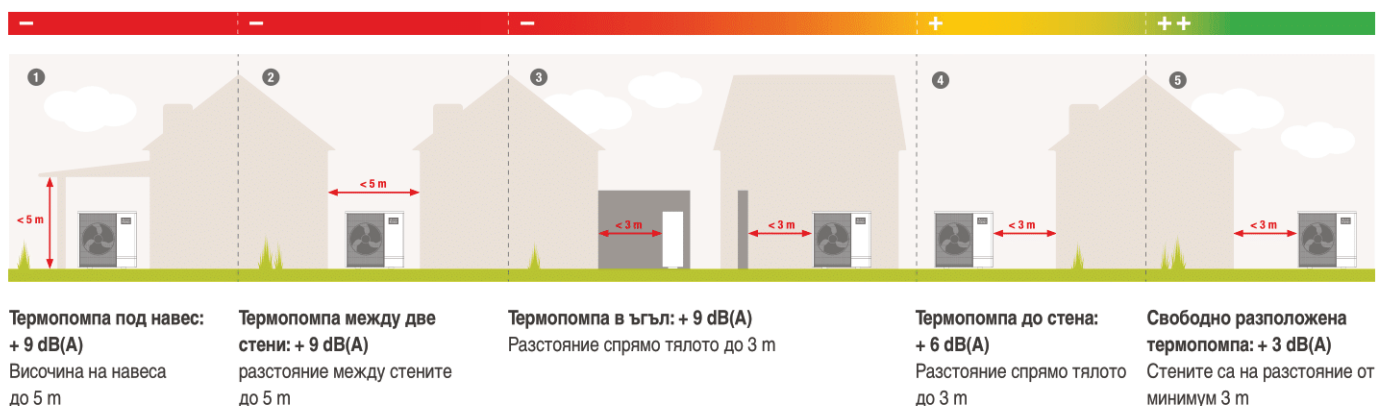 − − − + ++
1 2 3 4 5
< 5 m
< 5 m
< 3 m
< 3 m
< 3 m
< 3 m
Термопомпа под навес:
+ 9 dB(A)
Височина на навеса
до 5 m
Термопомпа между две
стени: + 9 dB(A)
разстояние между стените
до 5 m
Термопомпа в ъгъл: + 9 dB(A)
Разстояние спрямо тялото до 3 m
Термопомпа до стена:
+ 6 dB(A)
Разстояние спрямо тялото
до 3 m
Свободно разположена
термопомпа: + 3 dB(A)
Стените са на разстояние от
минимум 3 m